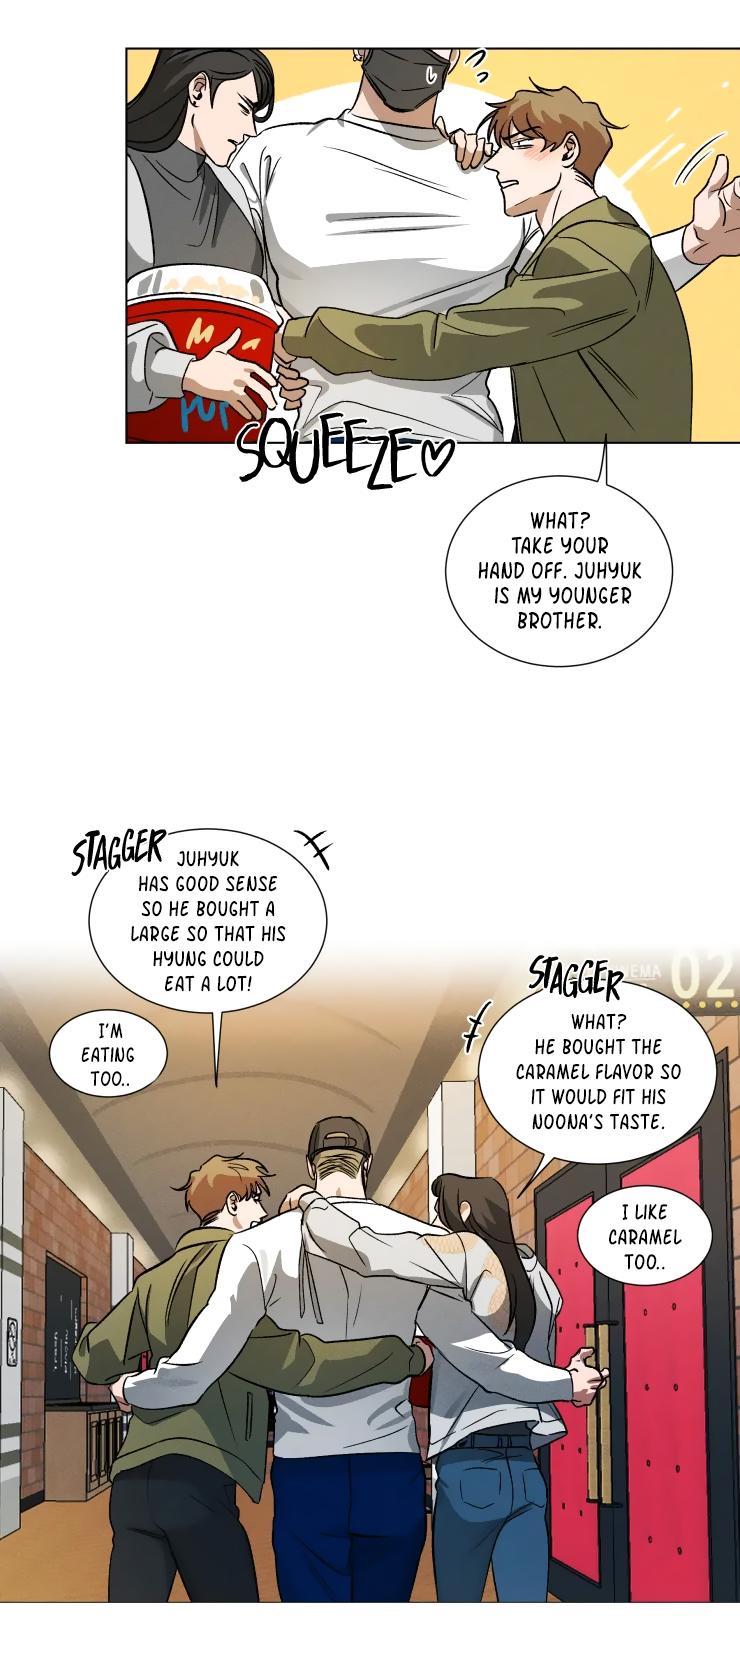 SQUEEZE♡
WHAT?
TAKE YOUR
HAND OFF. JUHYUK
IS MY YOUNGER
BROTHER.
STAGGER
JUHYUK
HAS GOOD SENSE
SO HE BOUGHT A
LARGE SO THAT HIS
HYUNG COULD
EAT A LOT!
I'M
EATING
TOO..
STAGGER
02
WHAT?
HE BOUGHT THE
CARAMEL FLAVOR SO
IT WOULD FIT HIS
NOONA'S TASTE.
I LIKE
CARAMEL
TOO..